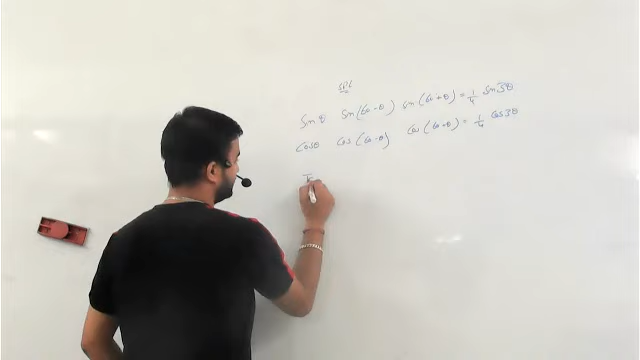 Sinθ Sin(60-θ) Sin(60+θ) = 1/4 Sin3θ
Cosθ Cos(60-θ) Cos(60+θ) = 1/4 Cos3θ
T